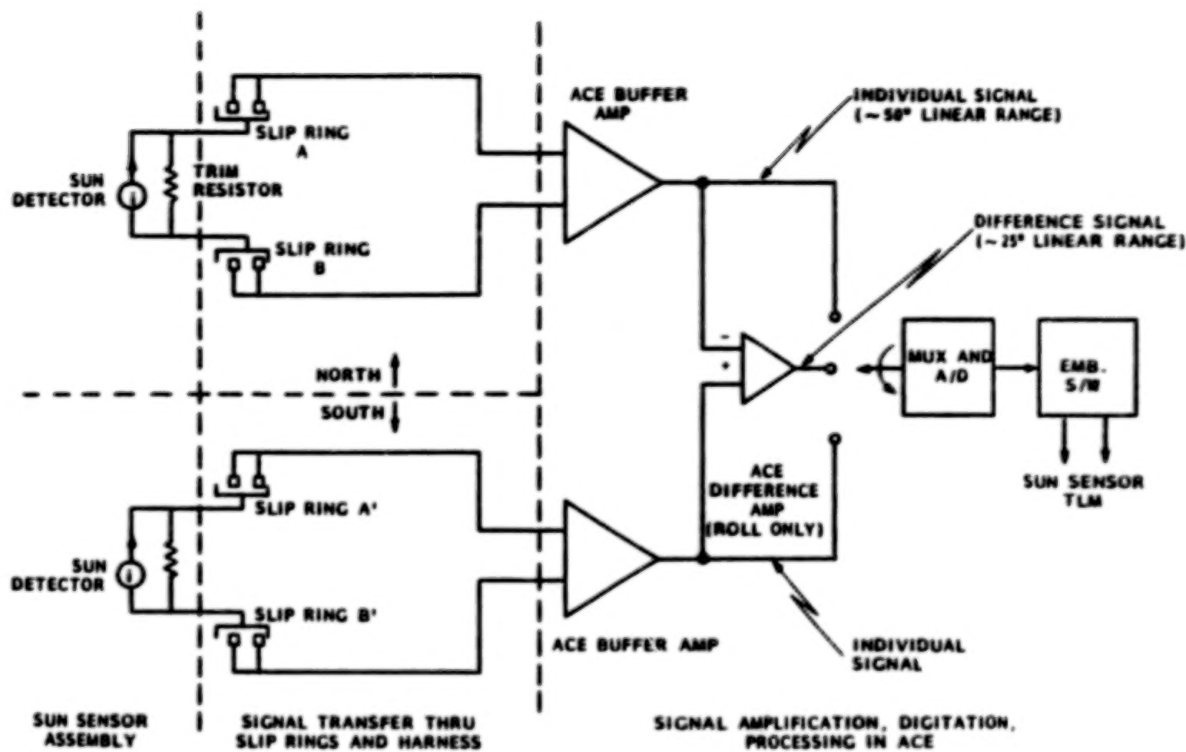 ACE BUFFER
AMP
INDIVIDUAL SIGNAL
(~50° LINEAR RANGE)
SLIP RING
A
SUN
DETECTOR
TRIM
RESISTOR
SLIP RING
B
DIFFERENCE SIGNAL
(~25° LINEAR RANGE)
-
+
MUX AND
A/D
EMB.
S/W
NORTH
SOUTH
SUN SENSOR
TLM
ACE
DIFFERENCE
AMP
(ROLL ONLY)
SLIP RING A'
SUN
DETECTOR
SLIP RING B'
ACE BUFFER AMP
INDIVIDUAL
SIGNAL
SUN SENSOR
ASSEMBLY
SIGNAL TRANSFER THRU
SLIP RINGS AND HARNESS
SIGNAL AMPLIFICATION, DIGITATION,
PROCESSING IN ACE